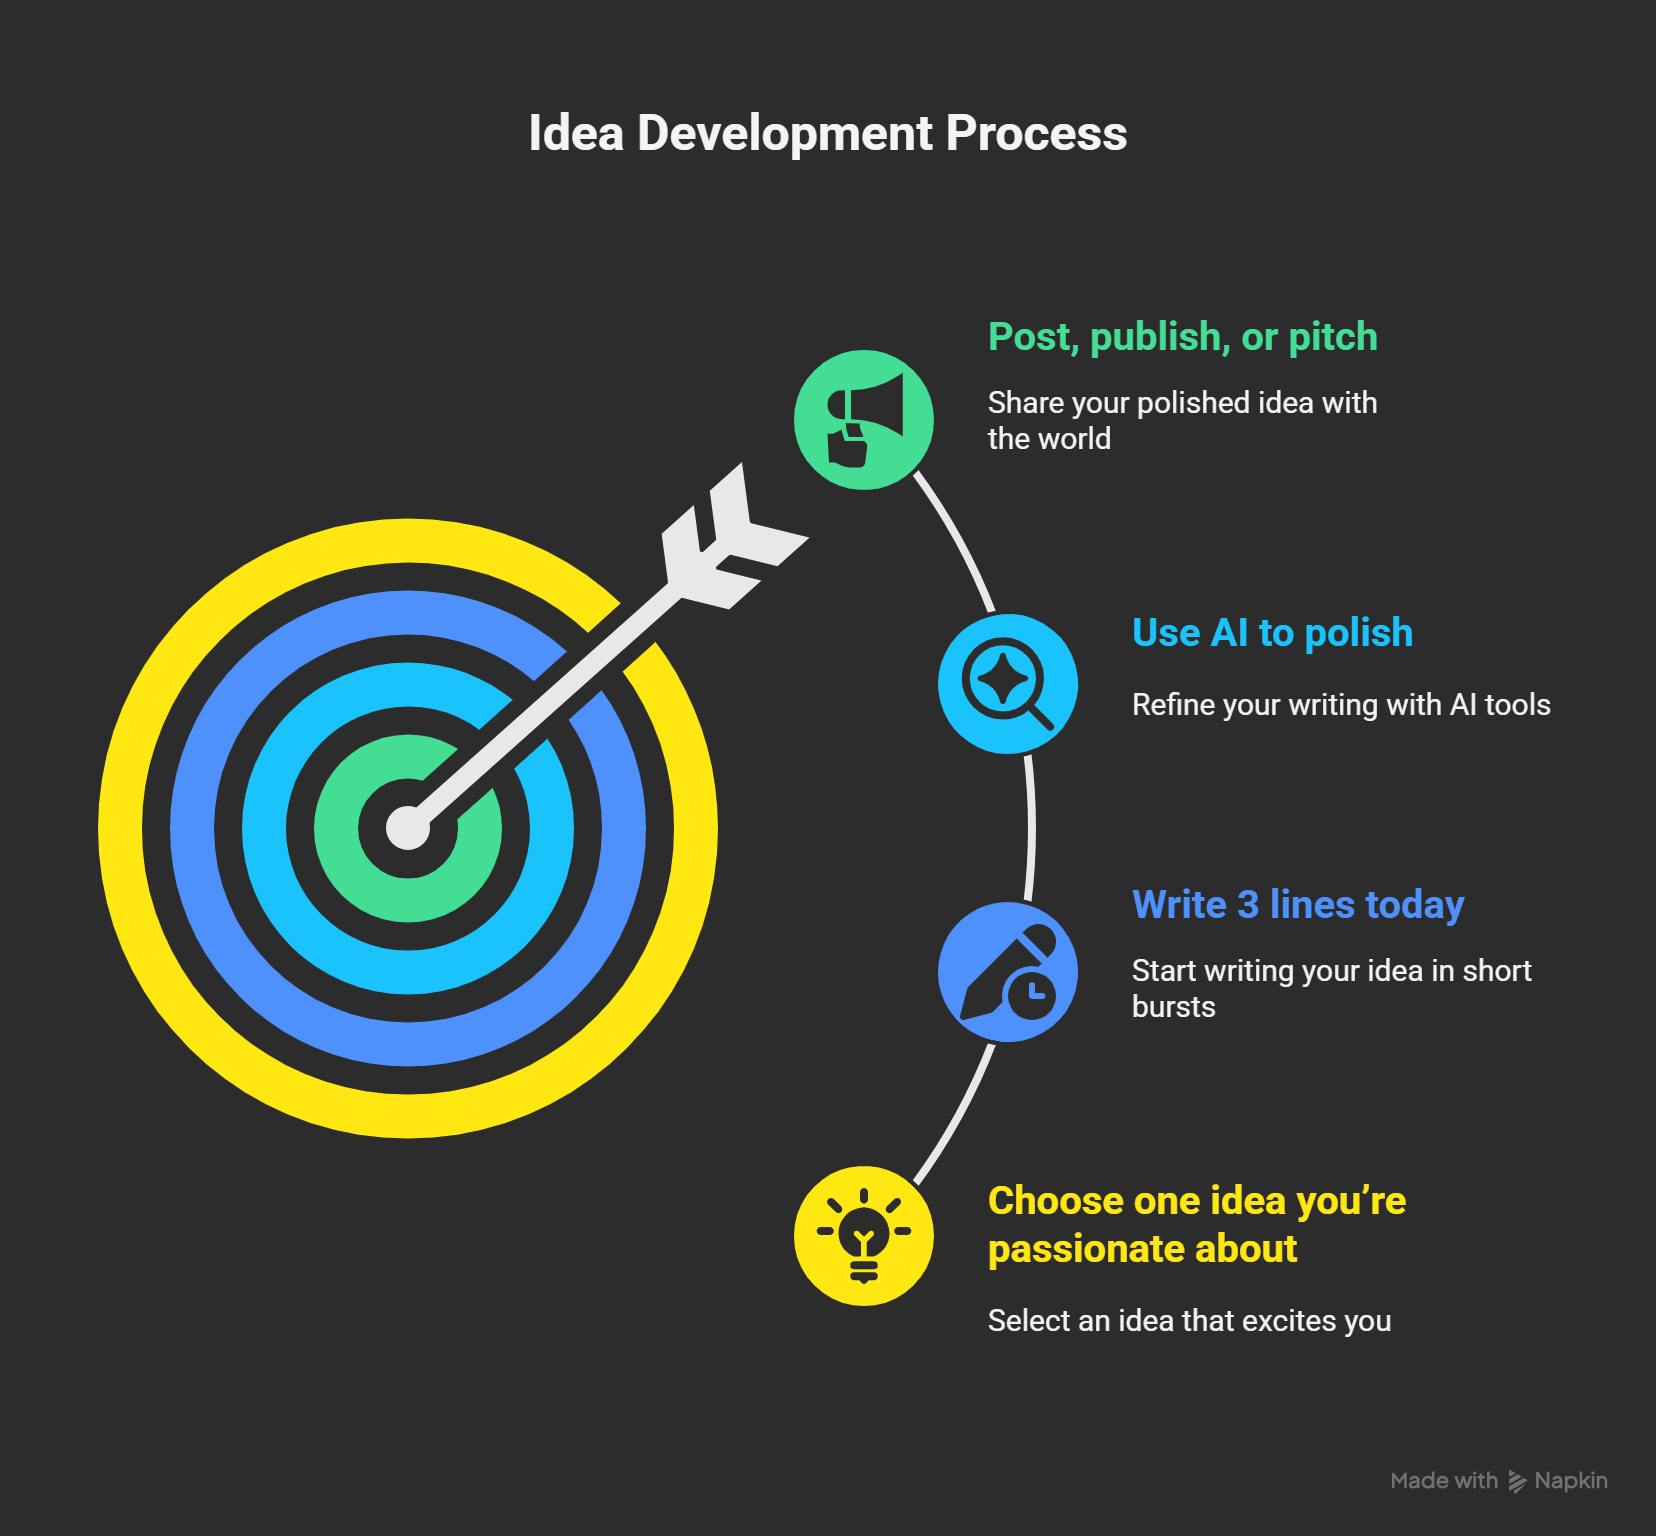 Idea Development Process
Post, publish, or pitch
Share your polished idea with
the world
Use AI to polish
Refine your writing with AI tools
Write 3 lines today
Start writing your idea in short
bursts
Choose one idea you’re
passionate about
Select an idea that excites you
Made with Napkin